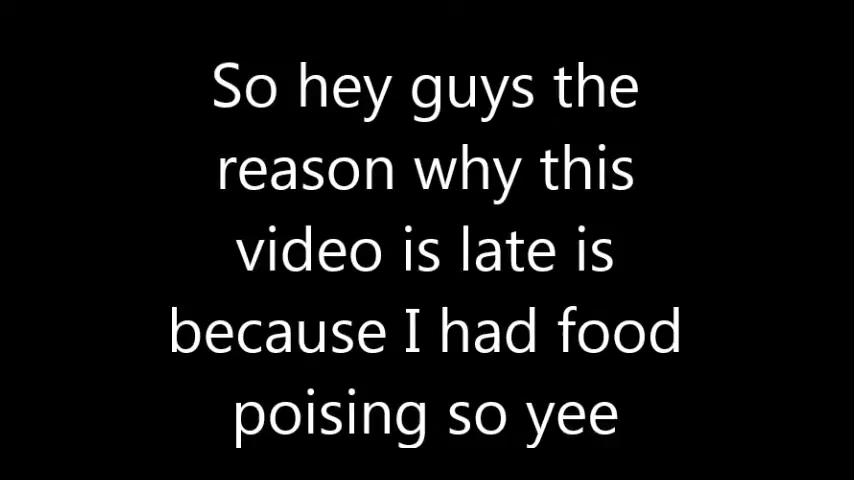 So hey guys the
reason why this
video is late is
because I had food
poising so yee